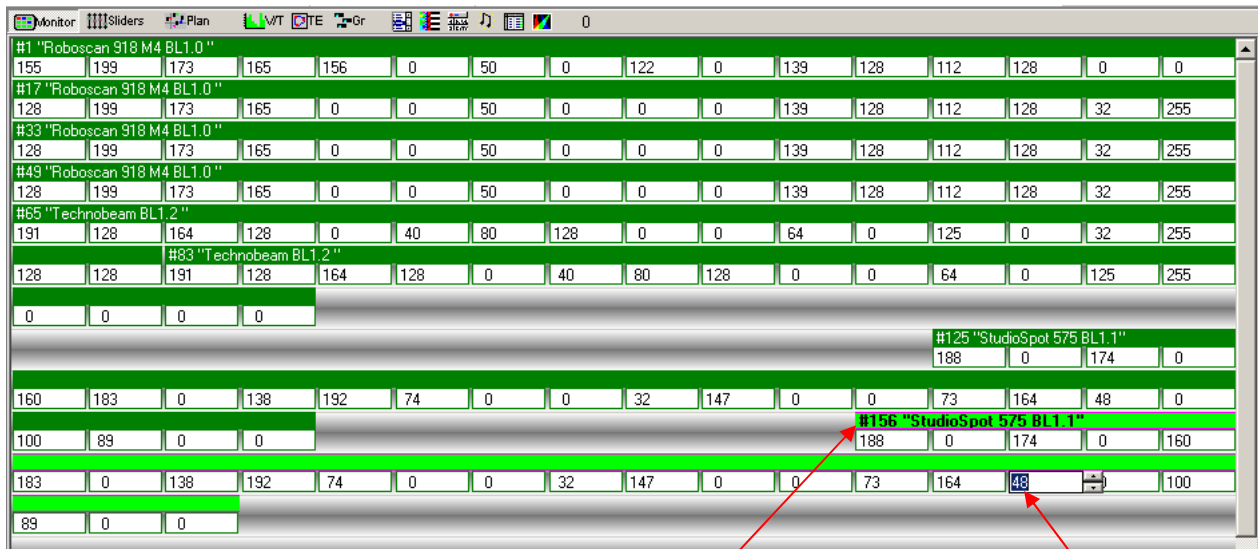 Monitor Sliders Plan V/T TE Gr 0
#1 "Roboscan 918 M4 BL1.0 "
155 199 173 165 156 0 50 0 122 0 139 128 112 128 0 0
#17 "Roboscan 918 M4 BL1.0 "
128 199 173 165 0 0 50 0 0 0 139 128 112 128 32 255
#33 "Roboscan 918 M4 BL1.0 "
128 199 173 165 0 0 50 0 0 0 139 128 112 128 32 255
#49 "Roboscan 918 M4 BL1.0 "
128 199 173 165 0 0 50 0 0 0 139 128 112 128 32 255
#65 "Technobeam BL1.2 "
191 128 164 128 0 40 80 128 0 0 64 0 125 0 32 255
#83 "Technobeam BL1.2 "
128 128 191 128 164 128 0 40 80 128 0 0 64 0 125 255
0 0 0 0
#125 "StudioSpot 575 BL1.1"
188 0 174 0
160 183 0 138 192 74 0 0 32 147 0 0 73 164 48 0
#156 "StudioSpot 575 BL1.1"
100 89 0 0 188 0 174 0 160
183 0 138 192 74 0 0 32 147 0 0 73 164 48 100
89 0 0